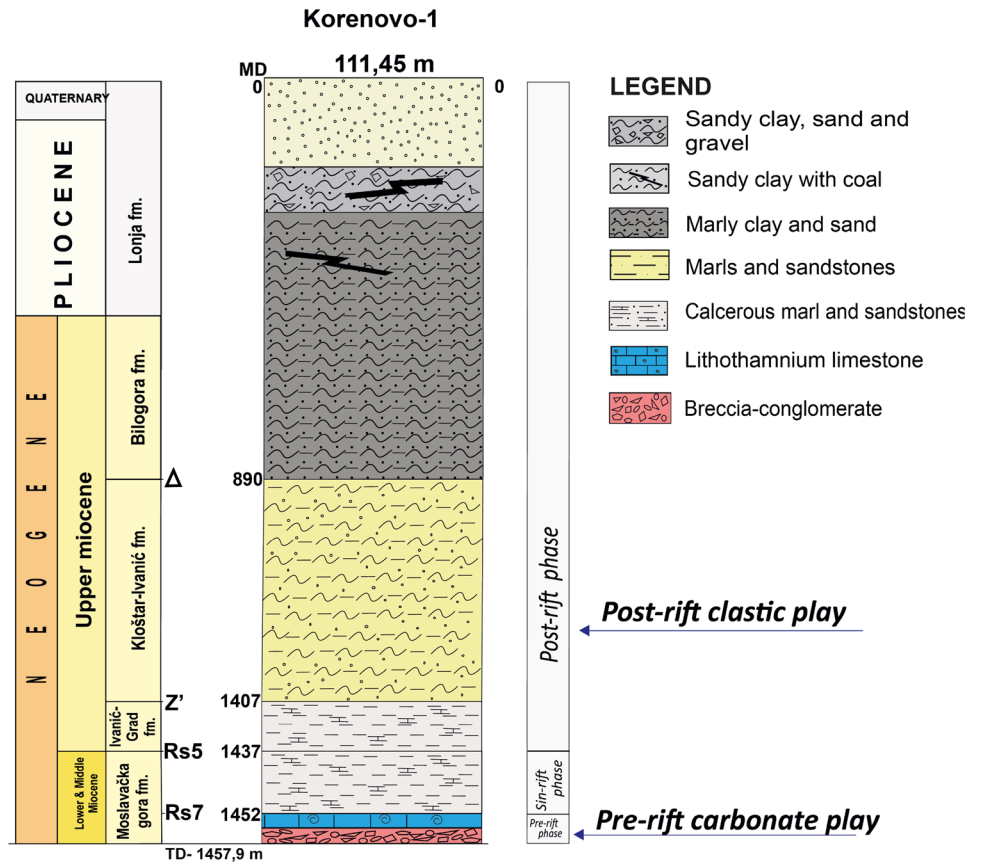 Korenovo-1
111,45 m
MD
0
0
QUATERNARY
PLIOCENE
Lonja fm.
NEOGENE
Upper miocene
Bilogora fm.
Δ
890
Kloštar-Ivanić fm.
Z’
1407
Ivanić-
Grad
fm.
Rs5
1437
Lower & Middle
Miocene
Moslavačka
gora fm.
Rs7
1452
TD- 1457,9 m
Post-rift phase
Sin-rift
phase
Pre-rift
phase
LEGEND
Sandy clay, sand and
gravel
Sandy clay with coal
Marly clay and sand
Marls and sandstones
Calcerous marl and sandstones
Lithothamnium limestone
Breccia-conglomerate
Post-rift clastic play
Pre-rift carbonate play